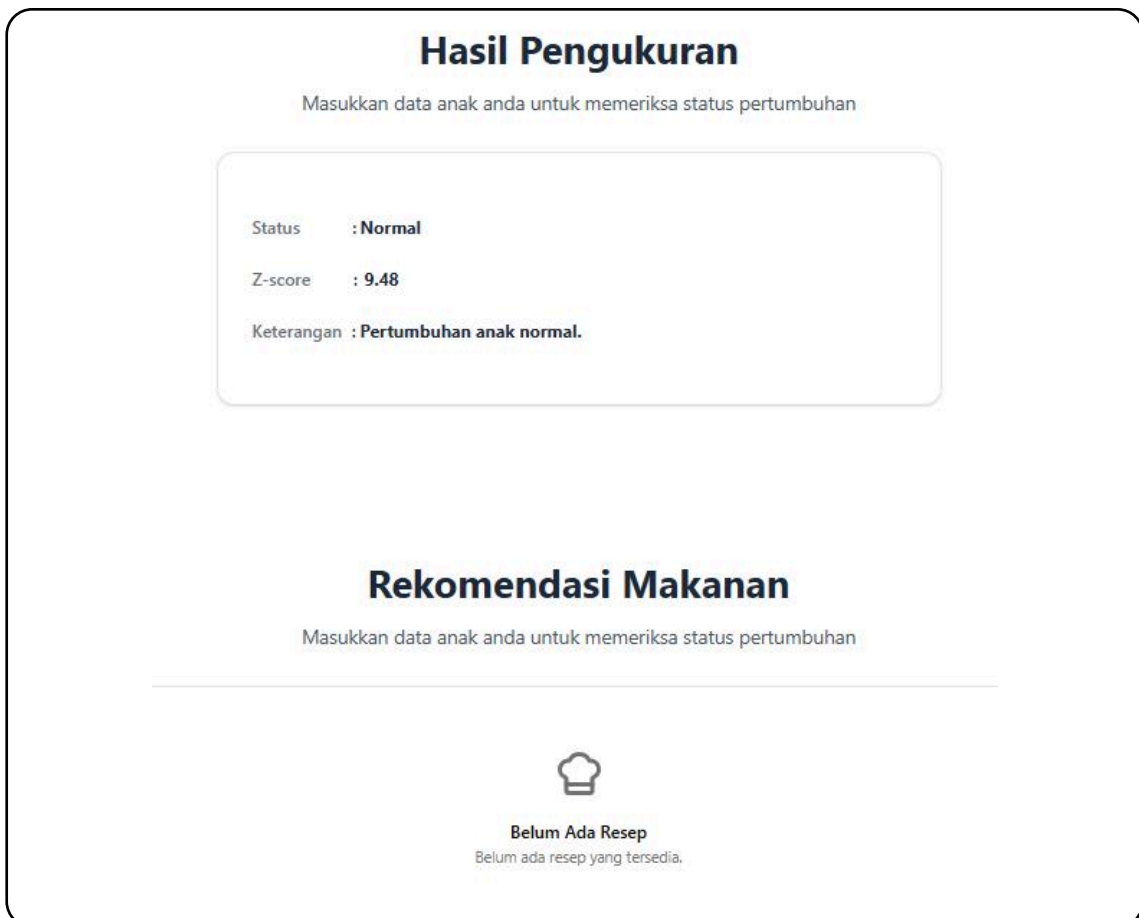 Hasil Pengukuran
Masukkan data anak anda untuk memeriksa status pertumbuhan
Status : Normal
Z-score : 9.48
Keterangan : Pertumbuhan anak normal.
Rekomendasi Makanan
Masukkan data anak anda untuk memeriksa status pertumbuhan
Belum Ada Resep
Belum ada resep yang tersedia.